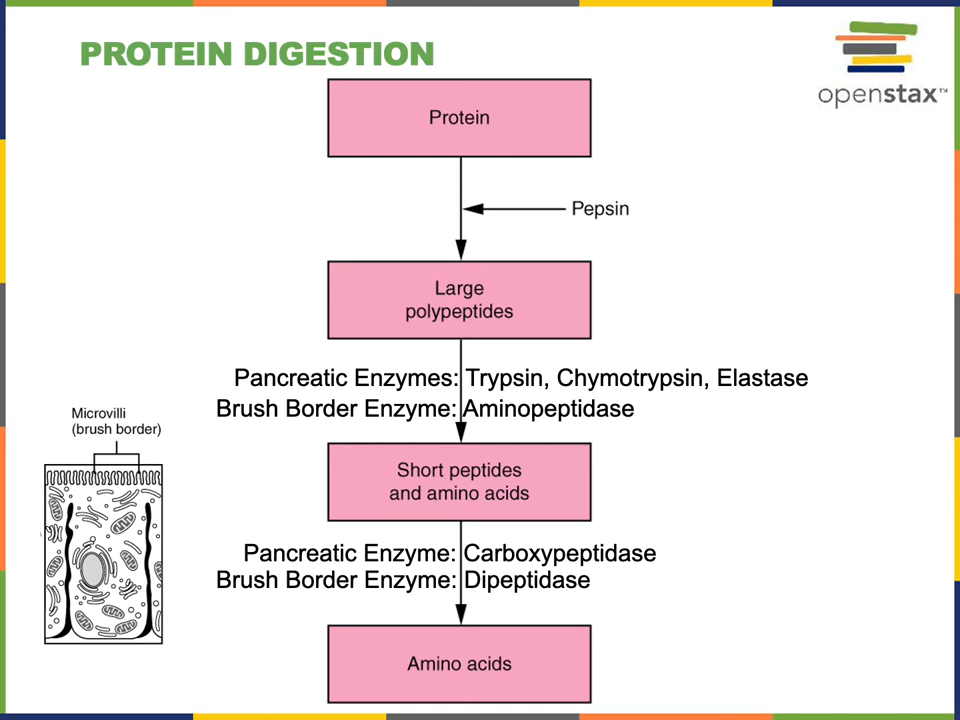 PROTEIN DIGESTION
openstax™
Protein
Pepsin
Large
polypeptides
Pancreatic Enzymes: Trypsin, Chymotrypsin, Elastase
Brush Border Enzyme: Aminopeptidase
Microvilli
(brush border)
Short peptides
and amino acids
Pancreatic Enzyme: Carboxypeptidase
Brush Border Enzyme: Dipeptidase
Amino acids